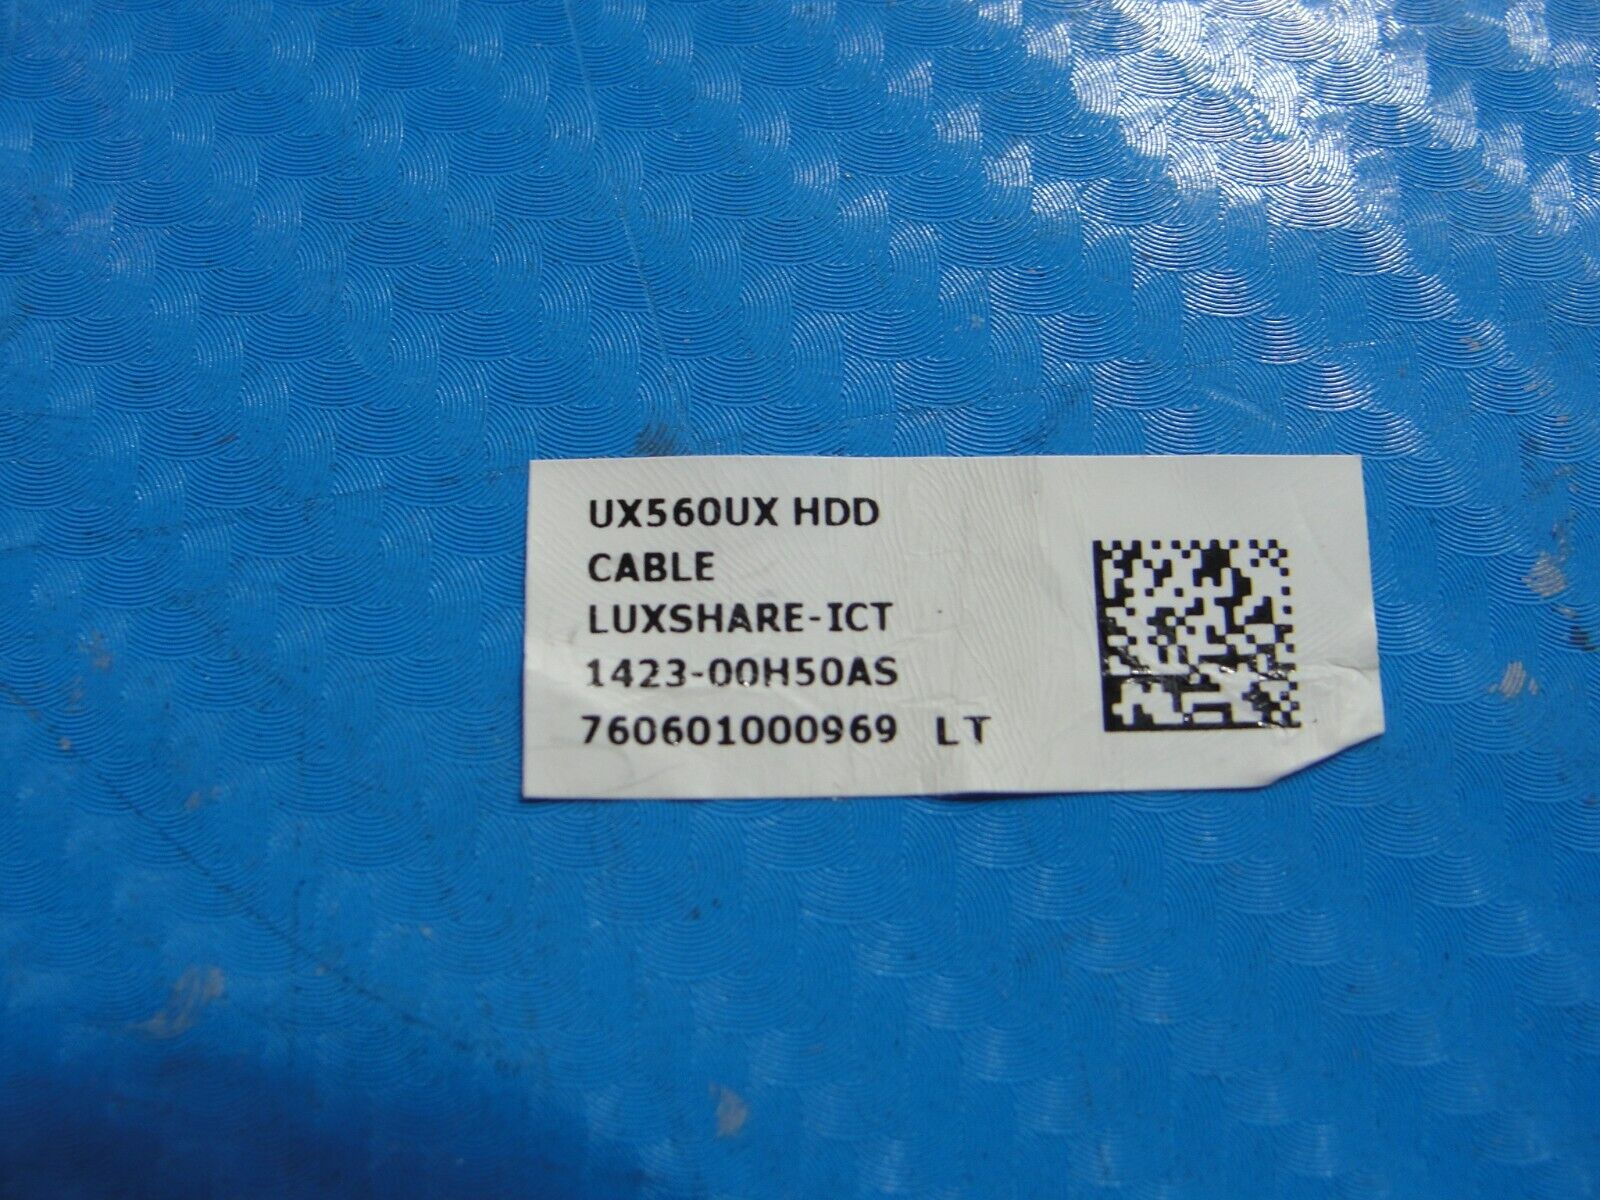 UX560UX HDD
CABLE
LUXSHARE-ICT
1423-00H50AS
760601000969 LT